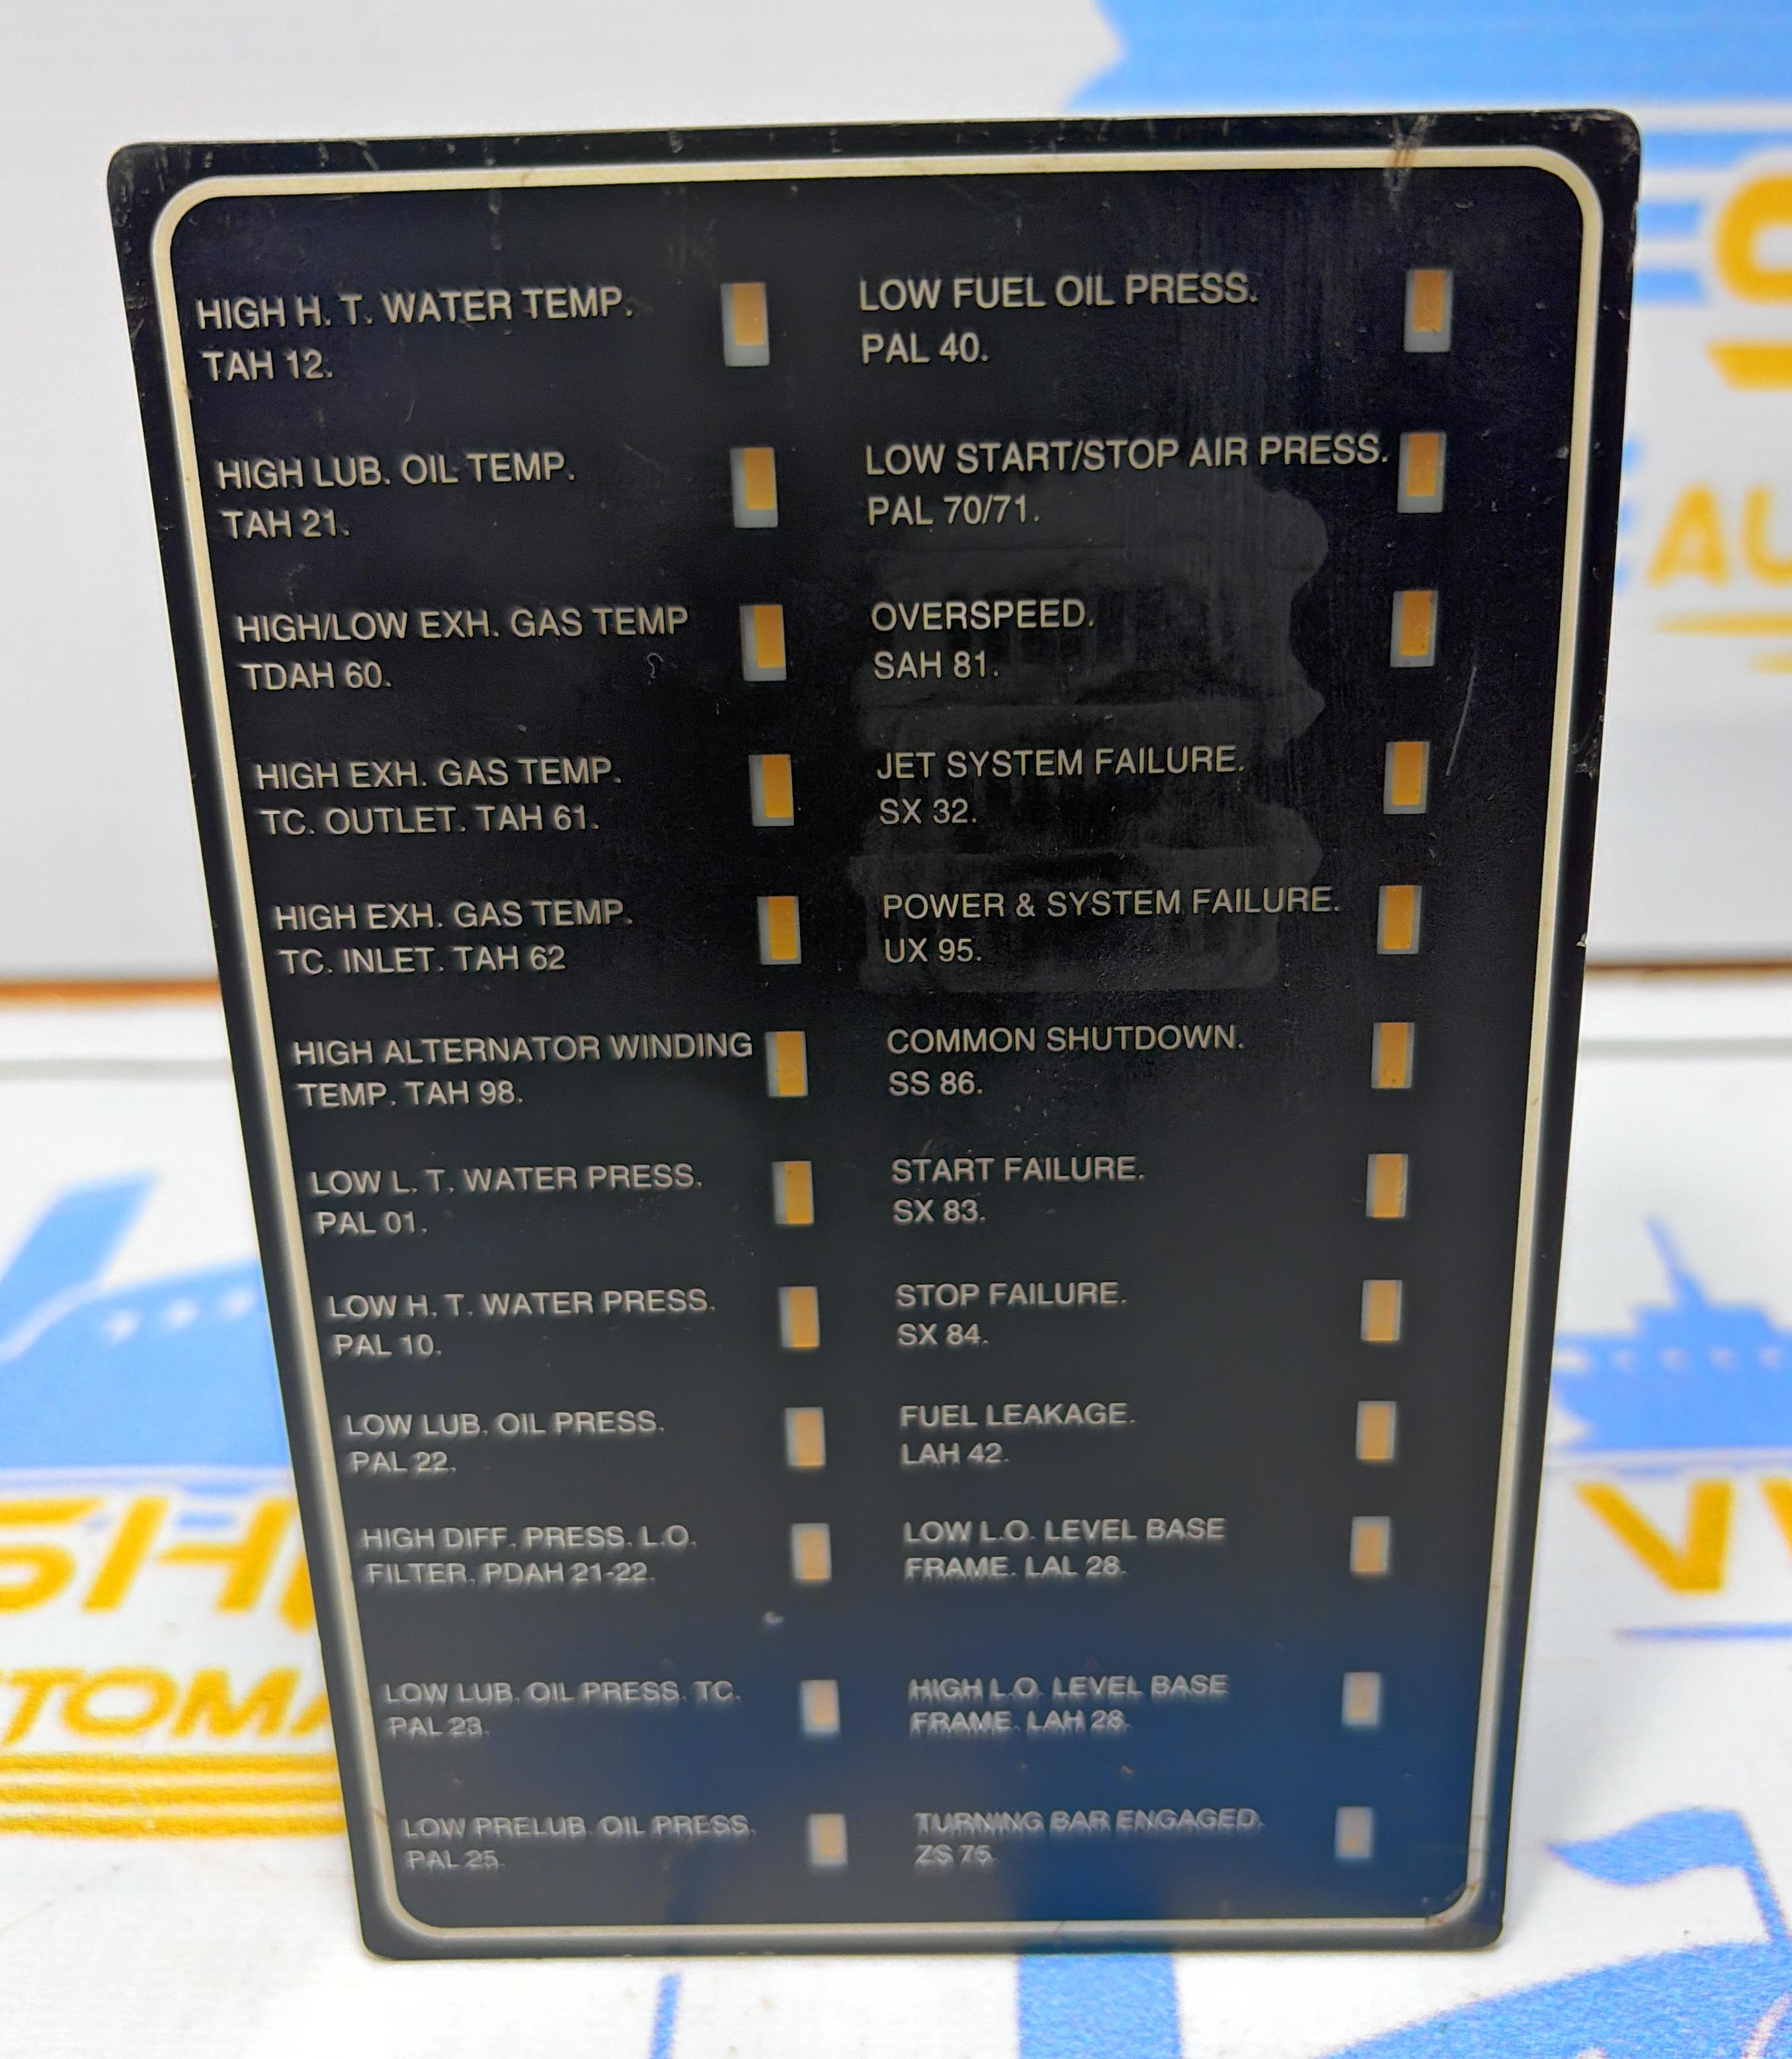 HIGH H. T. WATER TEMP.
TAH 12.
HIGH LUB. OIL TEMP.
TAH 21.
HIGH/LOW EXH. GAS TEMP
TDAH 60.
HIGH EXH. GAS TEMP.
TC. OUTLET. TAH 61.
HIGH EXH. GAS TEMP.
TC. INLET. TAH 62
HIGH ALTERNATOR WINDING
TEMP. TAH 98.
LOW L. T. WATER PRESS.
PAL 01.
LOW H. T. WATER PRESS.
PAL 10.
LOW LUB. OIL PRESS.
PAL 22.
HIGH DIFF. PRESS. L.O.
FILTER. PDAH 21-22.
LOW LUB. OIL PRESS. TC.
PAL 23.
LOW PRELUB. OIL PRESS.
PAL 25.
LOW FUEL OIL PRESS.
PAL 40.
LOW START/STOP AIR PRESS.
PAL 70/71.
OVERSPEED.
SAH 81.
JET SYSTEM FAILURE.
SX 32.
POWER & SYSTEM FAILURE.
UX 95.
COMMON SHUTDOWN.
SS 86.
START FAILURE.
SX 83.
STOP FAILURE.
SX 84.
FUEL LEAKAGE.
LAH 42.
LOW L.O. LEVEL BASE
FRAME. LAL 28.
HIGH L.O. LEVEL BASE
FRAME. LAH 28.
TURNING BAR ENGAGED.
ZS 75.
AU
SH
TOMA